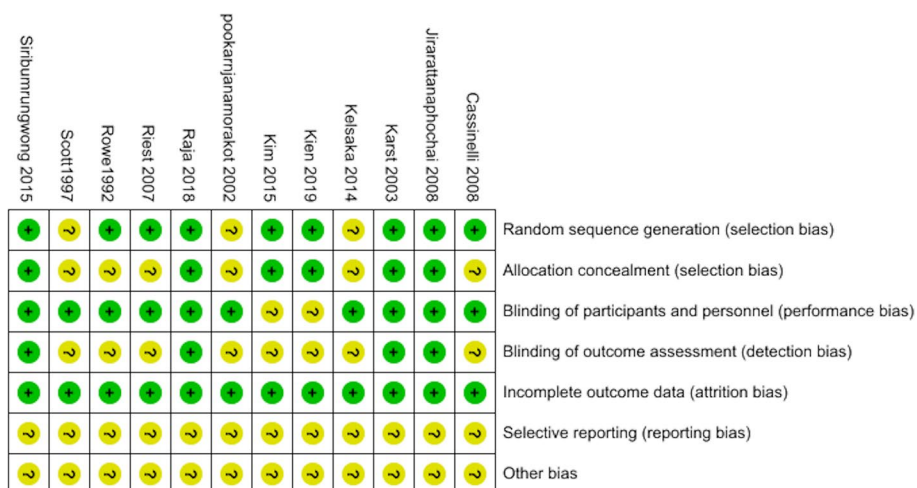 Siribumrungwong 2015
Scott1997
Rowe1992
Riest 2007
Raja 2018
pookarnjanamorakot 2002
Kim 2015
Kien 2019
Kelsaka 2014
Karst 2003
Jirarattanaphochai 2008
Cassinelli 2008
+ ? + + + ? + + ? + + + Random sequence generation (selection bias)
+ ? ? ? + ? + + ? + + ? Allocation concealment (selection bias)
+ + + + + + ? ? + + + + Blinding of participants and personnel (performance bias)
+ ? ? ? + ? ? ? ? + + ? Blinding of outcome assessment (detection bias)
+ + + + + + + + + + + + Incomplete outcome data (attrition bias)
? ? ? ? ? ? ? ? ? ? ? ? Selective reporting (reporting bias)
? ? ? ? ? ? ? ? ? ? ? ? Other bias